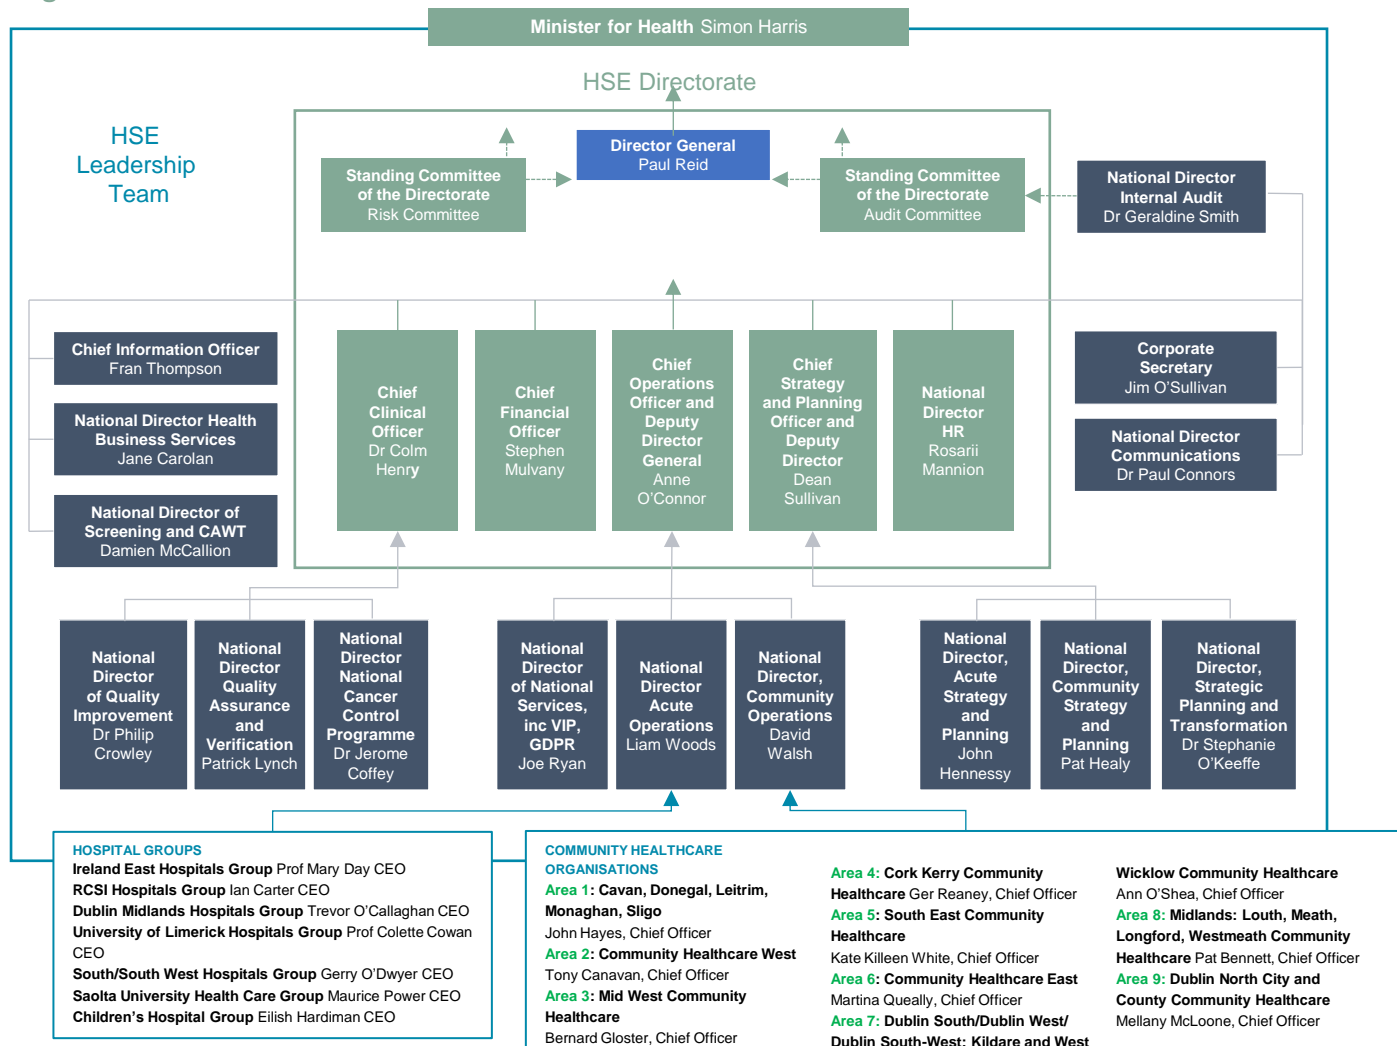 Minister for Health Simon Harris
HSE Directorate
HSE
Leadership
Team
Director General
Paul Reid
Standing Committee
of the Directorate
Risk Committee
Standing Committee
of the Directorate
Audit Committee
National Director
Internal Audit
Dr Geraldine Smith
Chief Information Officer
Fran Thompson
National Director Health
Business Services
Jane Carolan
National Director of
Screening and CAWT
Damien McCallion
Chief
Clinical
Officer
Dr Colm
Henry
Chief
Financial
Officer
Stephen
Mulvany
Chief
Operations
Officer and
Deputy
Director
General
Anne
O’Connor
Chief
Strategy
and Planning
Officer and
Deputy
Director
Dean
Sullivan
National
Director
HR
Rosarii
Mannion
Corporate
Secretary
Jim O’Sullivan
National Director
Communications
Dr Paul Connors
National
Director
of Quality
Improvement
Dr Philip
Crowley
National
Director
Quality
Assurance
and
Verification
Patrick Lynch
National
Director
National
Cancer
Control
Programme
Dr Jerome
Coffey
National
Director
of National
Services,
inc VIP,
GDPR
Joe Ryan
National
Director
Acute
Operations
Liam Woods
National
Director,
Community
Operations
David
Walsh
National
Director,
Acute
Strategy
and
Planning
John
Hennessy
National
Director,
Community
Strategy
and
Planning
Pat Healy
National
Director,
Strategic
Planning and
Transformation
Dr Stephanie
O’Keeffe
HOSPITAL GROUPS
Ireland East Hospitals Group Prof Mary Day CEO
RCSI Hospitals Group Ian Carter CEO
Dublin Midlands Hospitals Group Trevor O’Callaghan CEO
University of Limerick Hospitals Group Prof Colette Cowan
CEO
South/South West Hospitals Group Gerry O’Dwyer CEO
Saolta University Health Care Group Maurice Power CEO
Children’s Hospital Group Eilish Hardiman CEO
COMMUNITY HEALTHCARE
ORGANISATIONS
Area 1: Cavan, Donegal, Leitrim,
Monaghan, Sligo
John Hayes, Chief Officer
Area 2: Community Healthcare West
Tony Canavan, Chief Officer
Area 3: Mid West Community
Healthcare
Bernard Gloster, Chief Officer
Area 4: Cork Kerry Community
Healthcare Ger Reaney, Chief Officer
Area 5: South East Community
Healthcare
Kate Killeen White, Chief Officer
Area 6: Community Healthcare East
Martina Queally, Chief Officer
Area 7: Dublin South/Dublin West/
Dublin South-West; Kildare and West
Wicklow Community Healthcare
Ann O’Shea, Chief Officer
Area 8: Midlands: Louth, Meath,
Longford, Westmeath Community
Healthcare Pat Bennett, Chief Officer
Area 9: Dublin North City and
County Community Healthcare
Mellany McLoone, Chief Officer